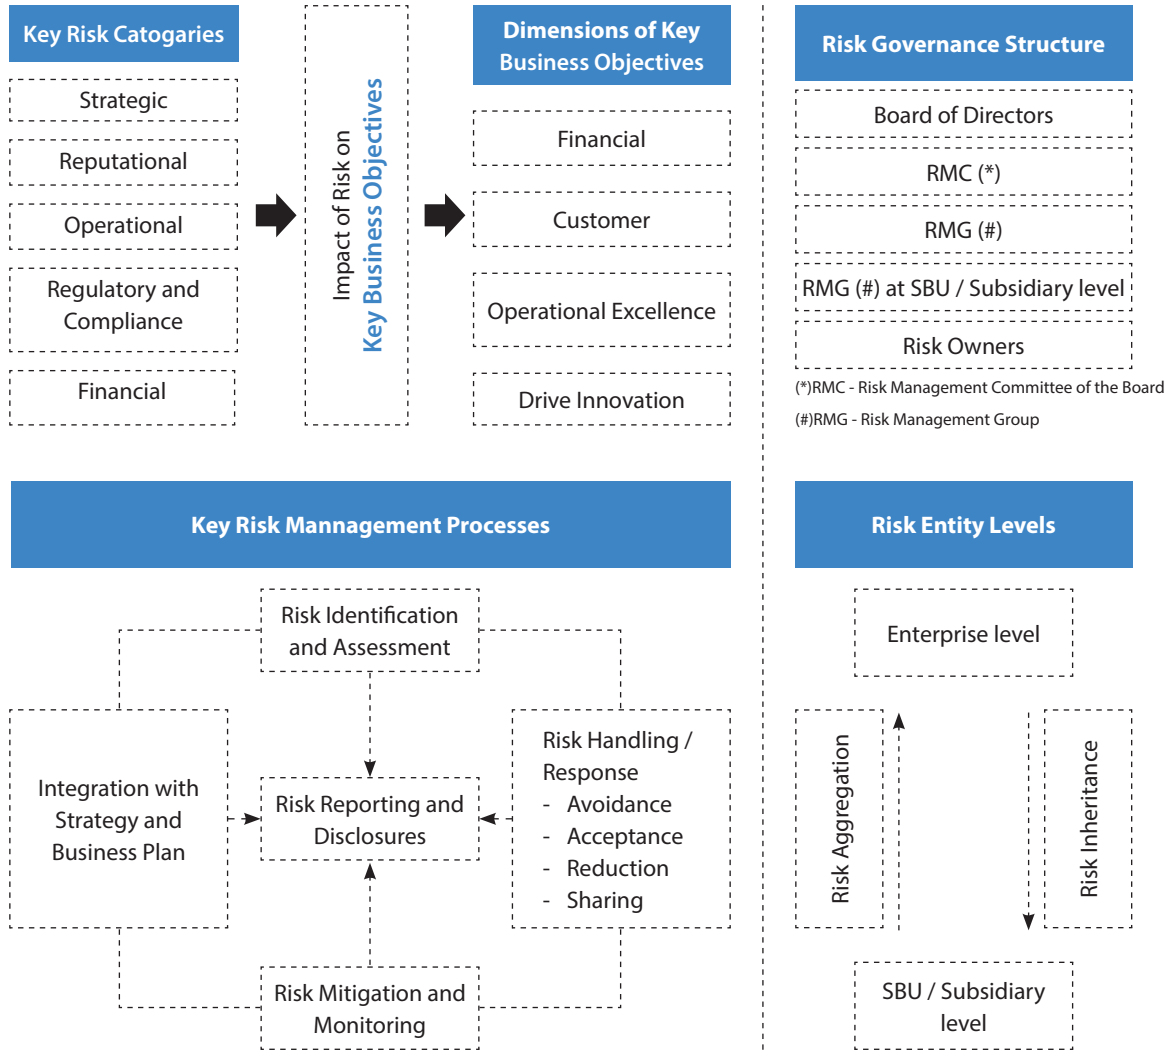 Key Risk Catogaries
Strategic
Reputational
Operational
Regulatory and
Compliance
Financial
Impact of Risk on
Key Business Objectives
Dimensions of Key
Business Objectives
Financial
Customer
Operational Excellence
Drive Innovation
Risk Governance Structure
Board of Directors
RMC (*)
RMG (#)
RMG (#) at SBU / Subsidiary level
Risk Owners
(*)RMC - Risk Management Committee of the Board
(#)RMG - Risk Management Group
Key Risk Mannagement Processes
Risk Identification
and Assessment
Integration with
Strategy and
Business Plan
Risk Reporting and
Disclosures
Risk Handling /
Response
- Avoidance
- Acceptance
- Reduction
- Sharing
Risk Mitigation and
Monitoring
Risk Entity Levels
Enterprise level
Risk Aggregation
Risk Inheritance
SBU / Subsidiary
level